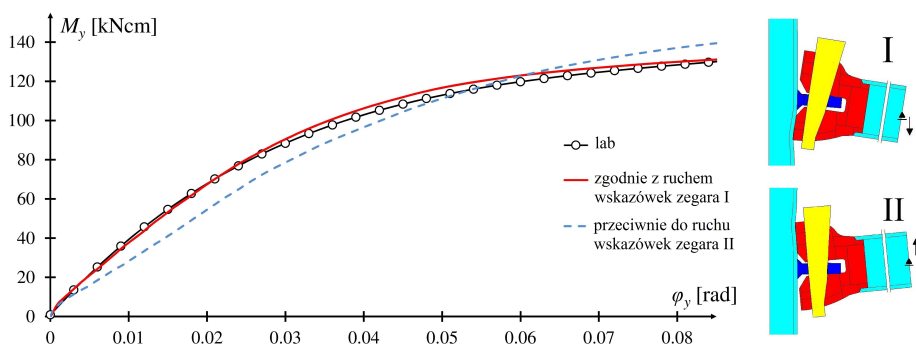 M_y [kNcm]
140
120
100
80
60
40
20
0
0
0.01
0.02
0.03
0.04
0.05
0.06
0.07
0.08
φ_y [rad]
lab
zgodnie z ruchem
wskazówek zegara I
przeciwnie do ruchu
wskazówek zegara II
I
II